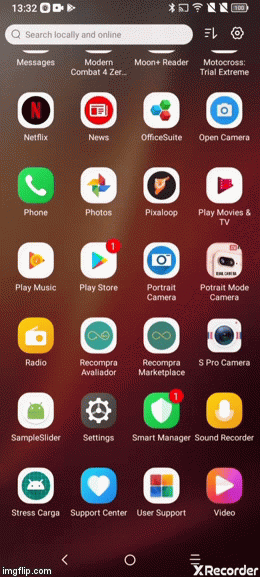 13:32
100
Search locally and online
Messages
Modern
Combat 4 Zer...
Moon+ Reader
Motocross:
Trial Extreme
Netflix
News
OfficeSuite
Open Camera
Phone
Photos
Pixaloop
Play Movies &
TV
1
Play Music
Play Store
Portrait
Camera
Potrait Mode
Camera
Radio
Recompra
Avaliador
Recompra
Marketplace
S Pro Camera
1
SampleSlider
Settings
Smart Manager
Sound Recorder
Stress Carga
Support Center
User Support
Video
imgflip.com
XRecorder